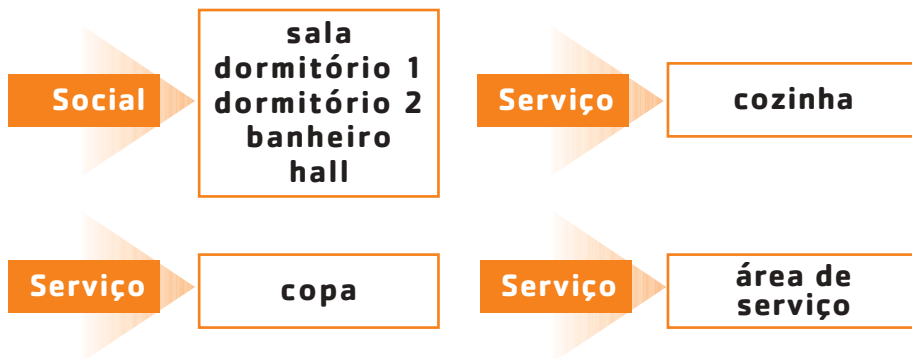 Social
sala
dormitório 1
dormitório 2
banheiro
hall
Serviço
cozinha
Serviço
copa
Serviço
área de
serviço